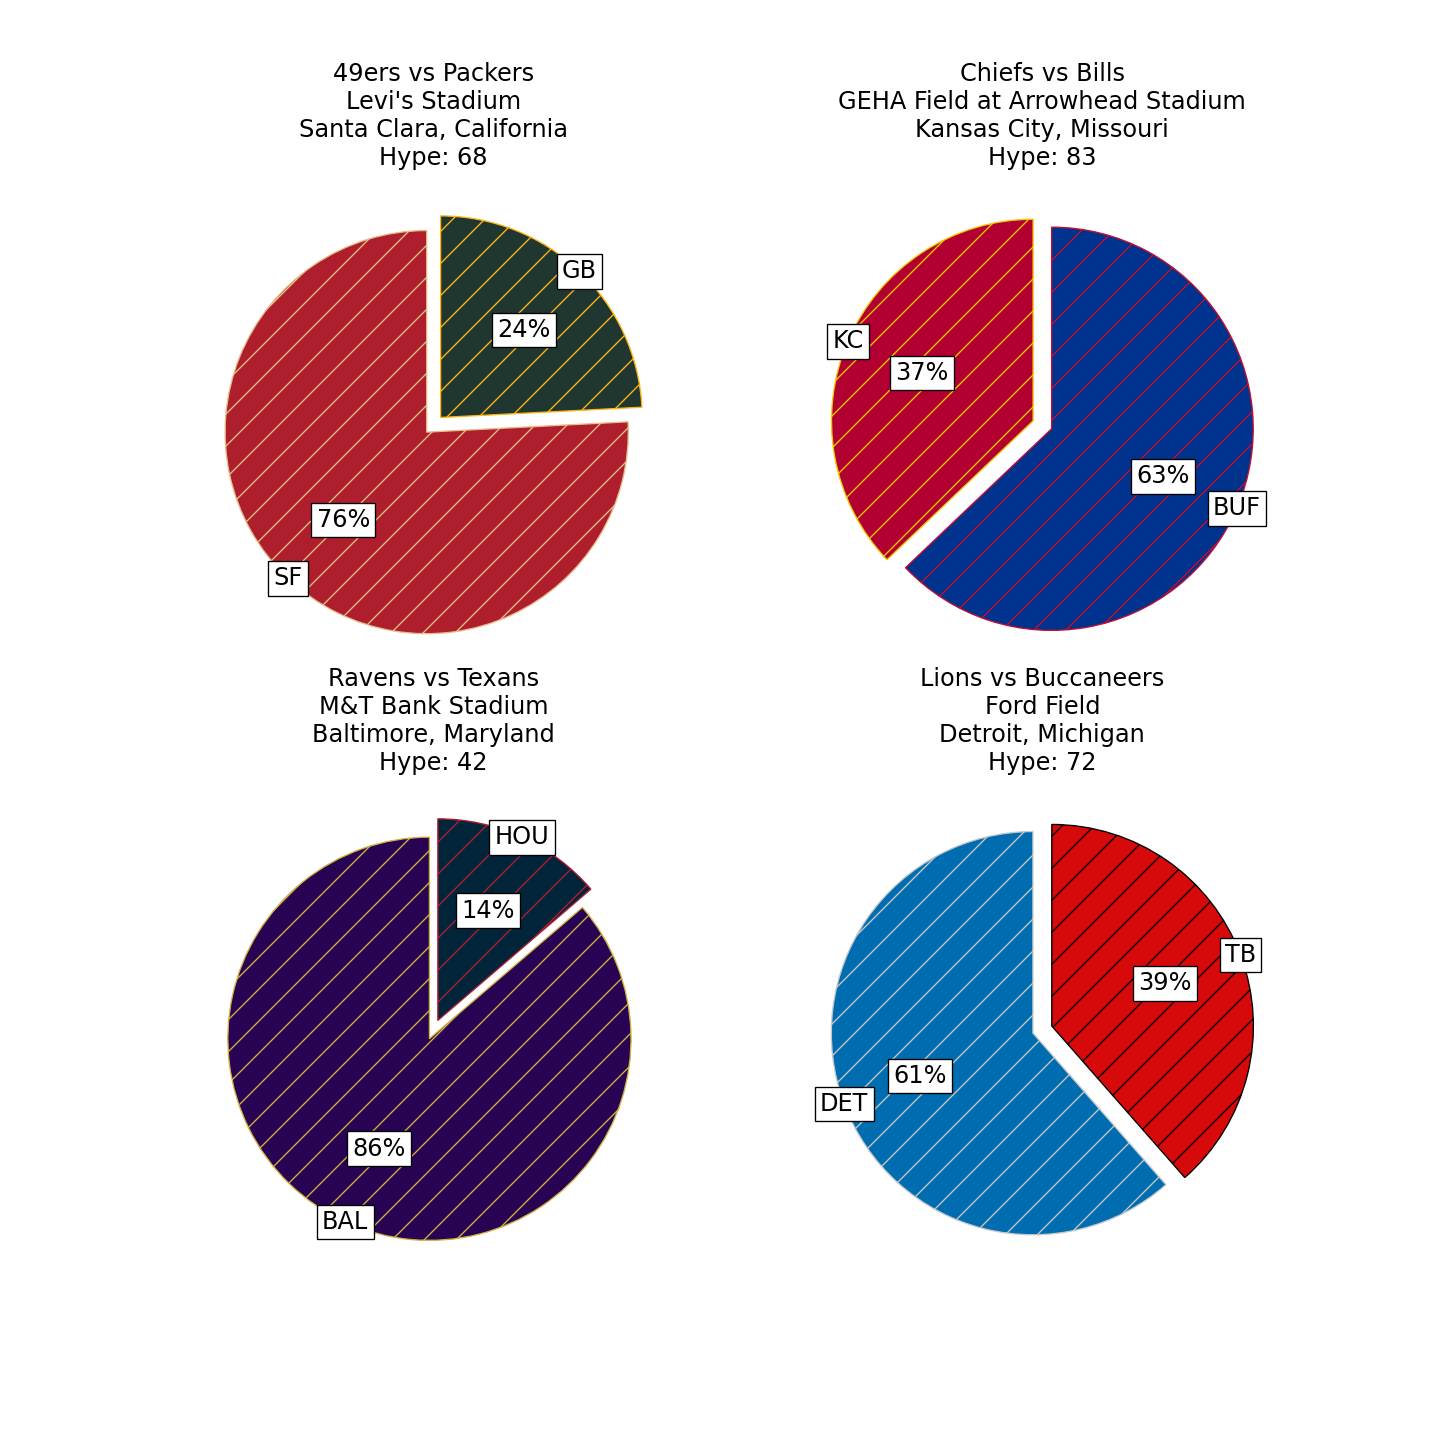 49ers vs Packers
Levi's Stadium
Santa Clara, California
Hype: 68
GB
24%
76%
SF
Chiefs vs Bills
GEHA Field at Arrowhead Stadium
Kansas City, Missouri
Hype: 83
KC
37%
63%
BUF
Ravens vs Texans
M&T Bank Stadium
Baltimore, Maryland
Hype: 42
HOU
14%
86%
BAL
Lions vs Buccaneers
Ford Field
Detroit, Michigan
Hype: 72
TB
39%
61%
DET